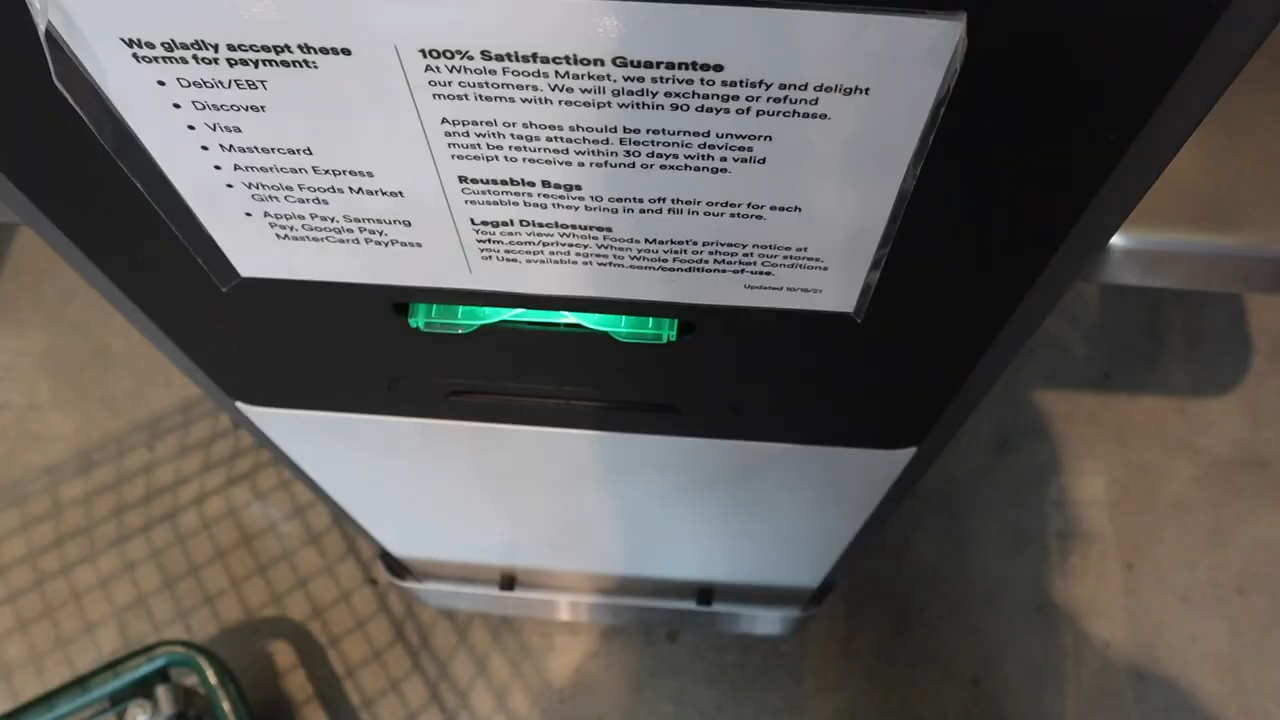 We gladly accept these
forms for payment:
• Debit/EBT
• Discover
• Visa
• Mastercard
• American Express
• Whole Foods Market
Gift Cards
• Apple Pay, Samsung
Pay, Google Pay,
MasterCard PayPass
100% Satisfaction Guarantee
At Whole Foods Market, we strive to satisfy and delight
our customers. We will gladly exchange or refund
most items with receipt within 90 days of purchase.
Apparel or shoes should be returned unworn
and with tags attached. Electronic devices
must be returned within 30 days with a valid
receipt to receive a refund or exchange.
Reusable Bags
Customers receive 10 cents off their order for each
reusable bag they bring in and fill in our store.
Legal Disclosures
You can view Whole Foods Market's privacy notice at
wfm.com/privacy. When you visit or shop at our stores,
you accept and agree to Whole Foods Market Conditions
of Use, available at wfm.com/conditions-of-use.
Updated